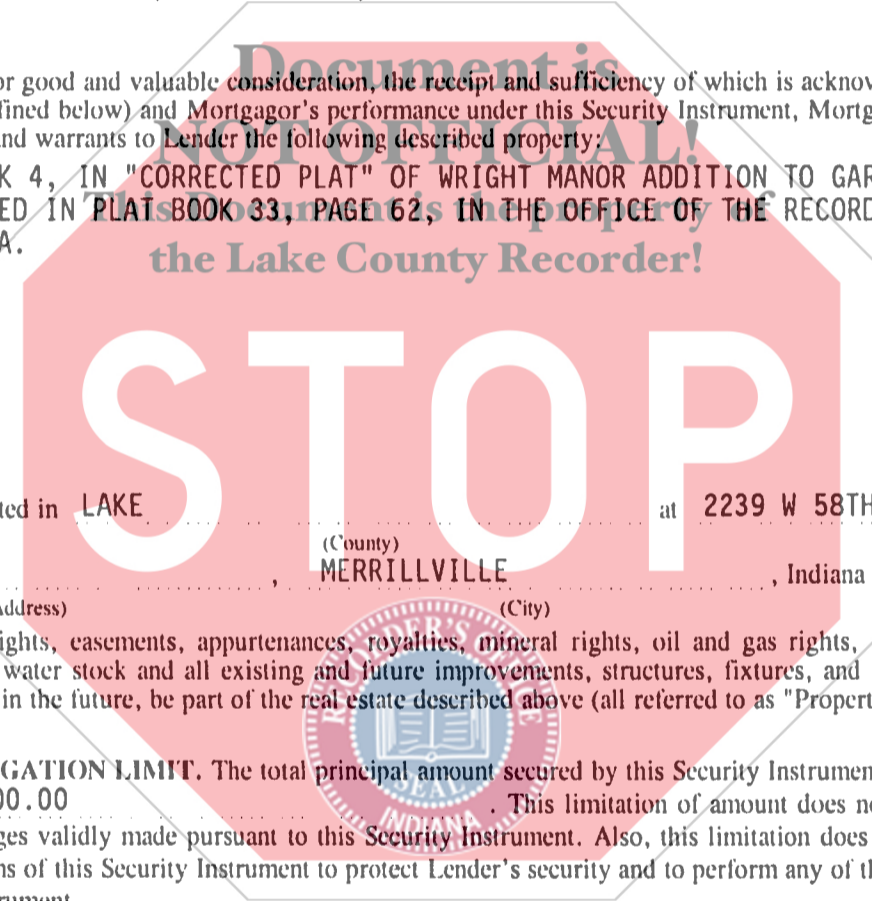 Document is
or good and valuable consideration, the receipt and sufficiency of which is acknov
fined below) and Mortgagor's performance under this Security Instrument, Mortg
and warrants to Lender the following described property:
NOT OFFICIAL!
K 4, IN "CORRECTED PLAT" OF WRIGHT MANOR ADDITION TO GAR
ED IN PLAT BOOK 33, PAGE 62, IN THE OFFICE OF THE RECORD
This Document is the property of
A.
the Lake County Recorder!
STOP
ted in LAKE at 2239 W 58TH
(County)
, MERRILLVILLE , Indiana
Address) (City)
ights, easements, appurtenances, royalties, mineral rights, oil and gas rights,
water stock and all existing and future improvements, structures, fixtures, and
in the future, be part of the real estate described above (all referred to as "Propert
RECORDER'S OFFICE
SEAL
INDIANA
GATION LIMIT. The total principal amount secured by this Security Instrumen
00.00 . This limitation of amount does no
ges validly made pursuant to this Security Instrument. Also, this limitation does
ns of this Security Instrument to protect Lender's security and to perform any of th